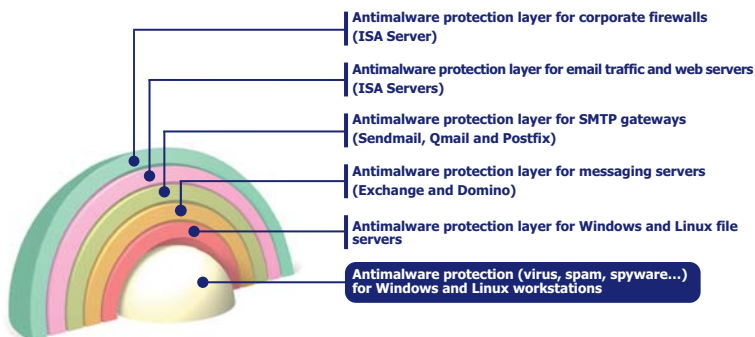 Antimalware protection layer for corporate firewalls
(ISA Server)
Antimalware protection layer for email traffic and web servers
(ISA Servers)
Antimalware protection layer for SMTP gateways
(Sendmail, Qmail and Postfix)
Antimalware protection layer for messaging servers
(Exchange and Domino)
Antimalware protection layer for Windows and Linux file
servers
Antimalware protection (virus, spam, spyware...)
for Windows and Linux workstations